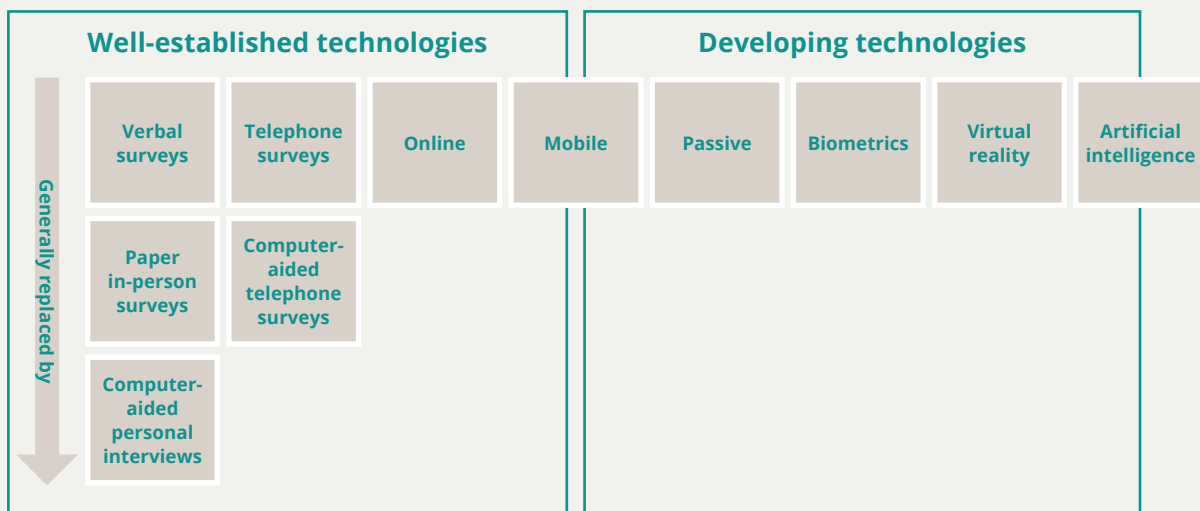 Well-established technologies
Developing technologies
Generally replaced by
Verbal
surveys
Telephone
surveys
Online
Mobile
Passive
Biometrics
Virtual
reality
Artificial
intelligence
Paper
in-person
surveys
Computer-
aided
telephone
surveys
Computer-
aided
personal
interviews